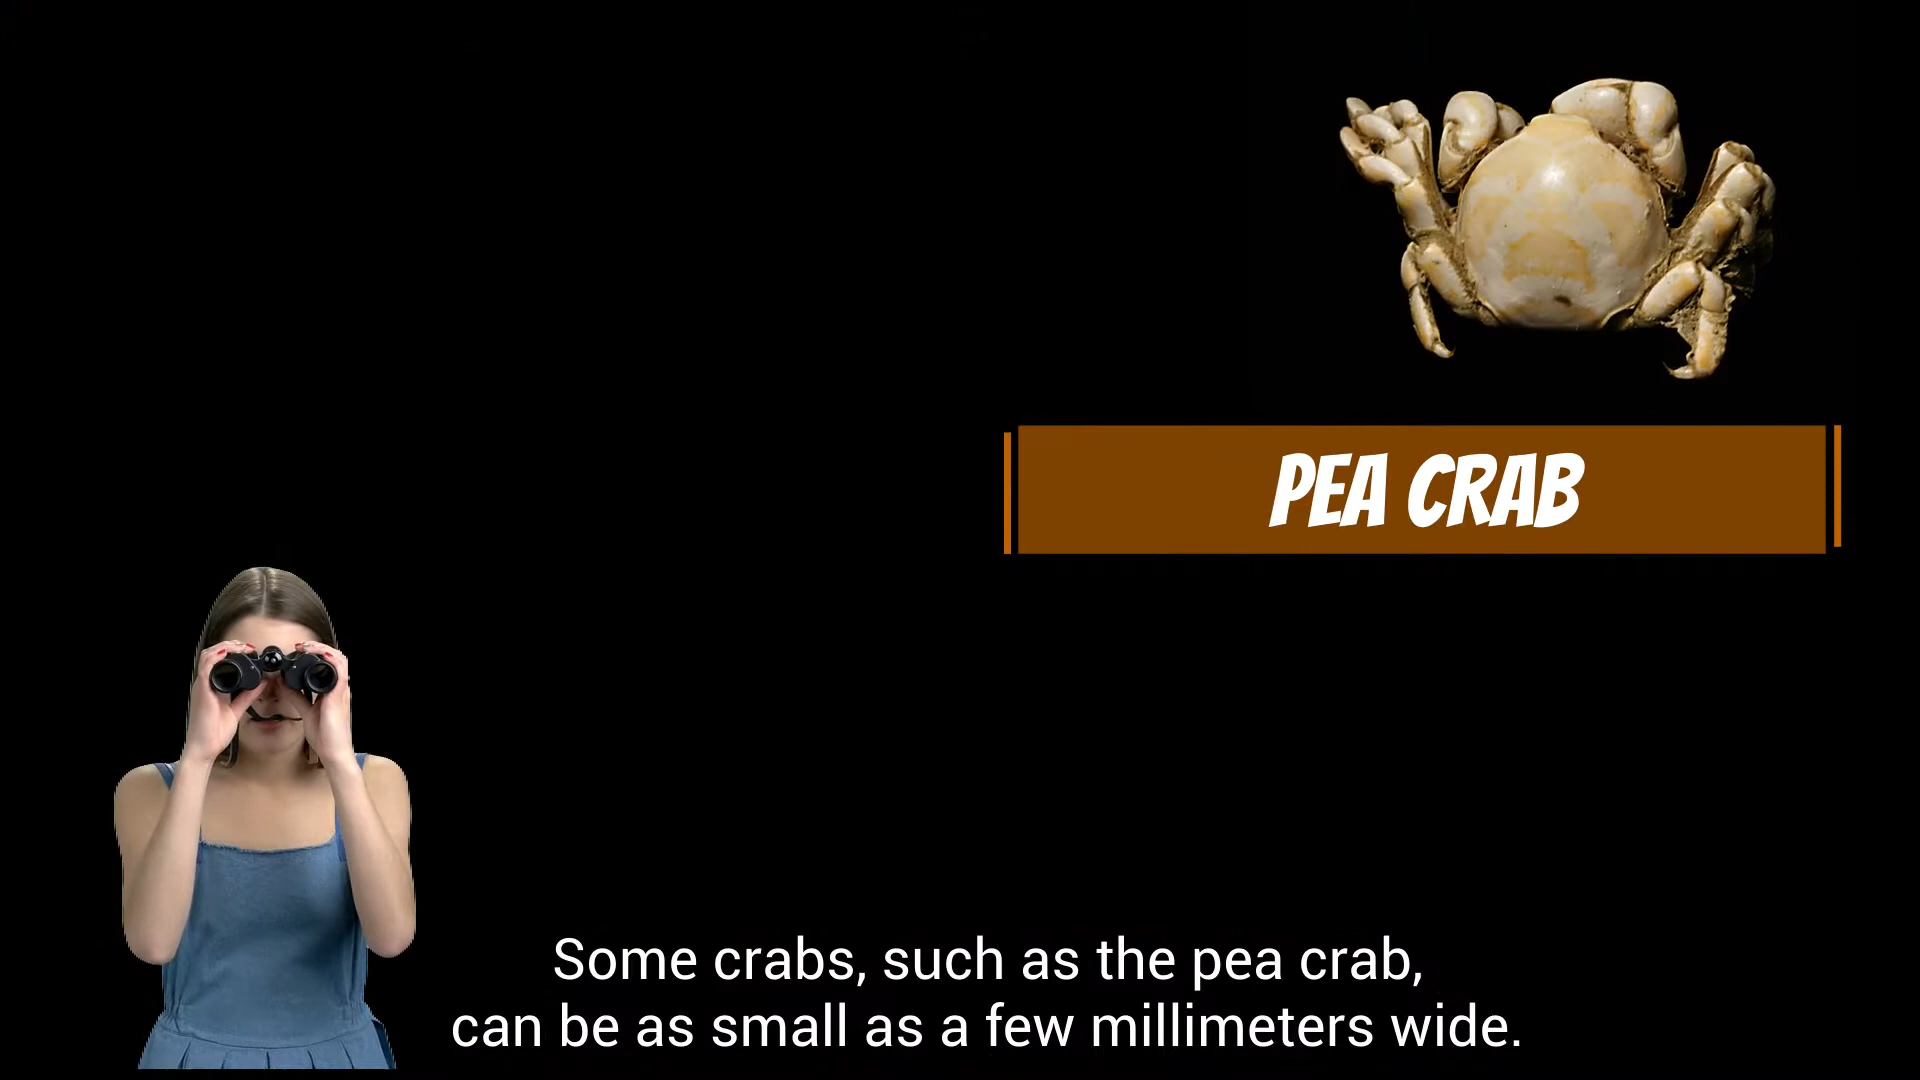 PEA CRAB
Some crabs, such as the pea crab,
can be as small as a few millimeters wide.